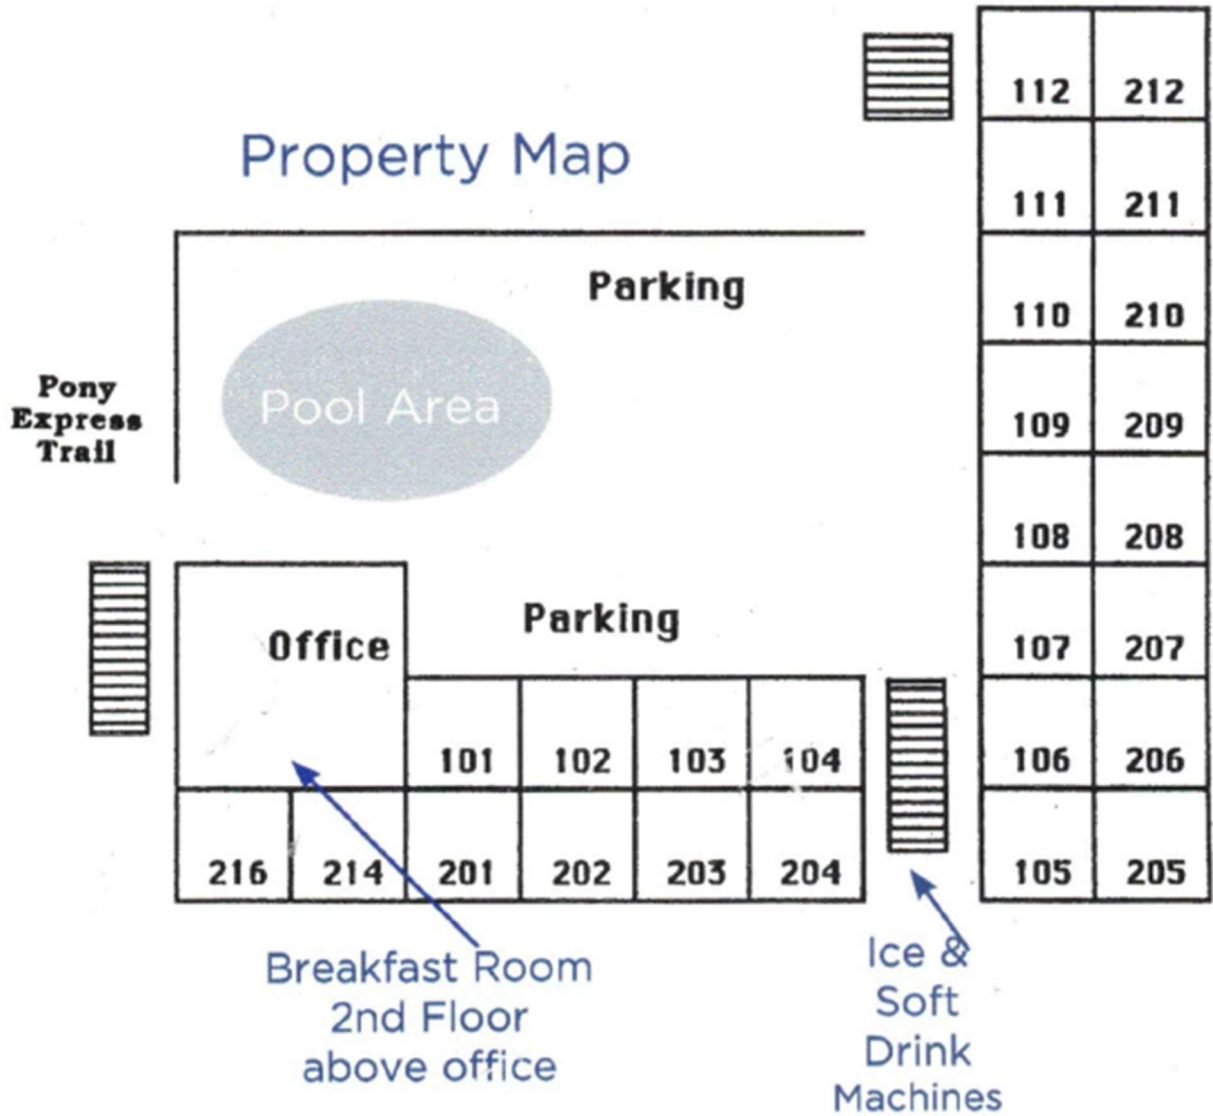 112 212
Property Map
111 211
Parking
110 210
Pony
Express
Trail
Pool Area
109 209
108 208
Office
Parking
107 207
101 102 103 104
106 206
216 214 201 202 203 204
105 205
Breakfast Room
2nd Floor
above office
Ice &
Soft
Drink
Machines